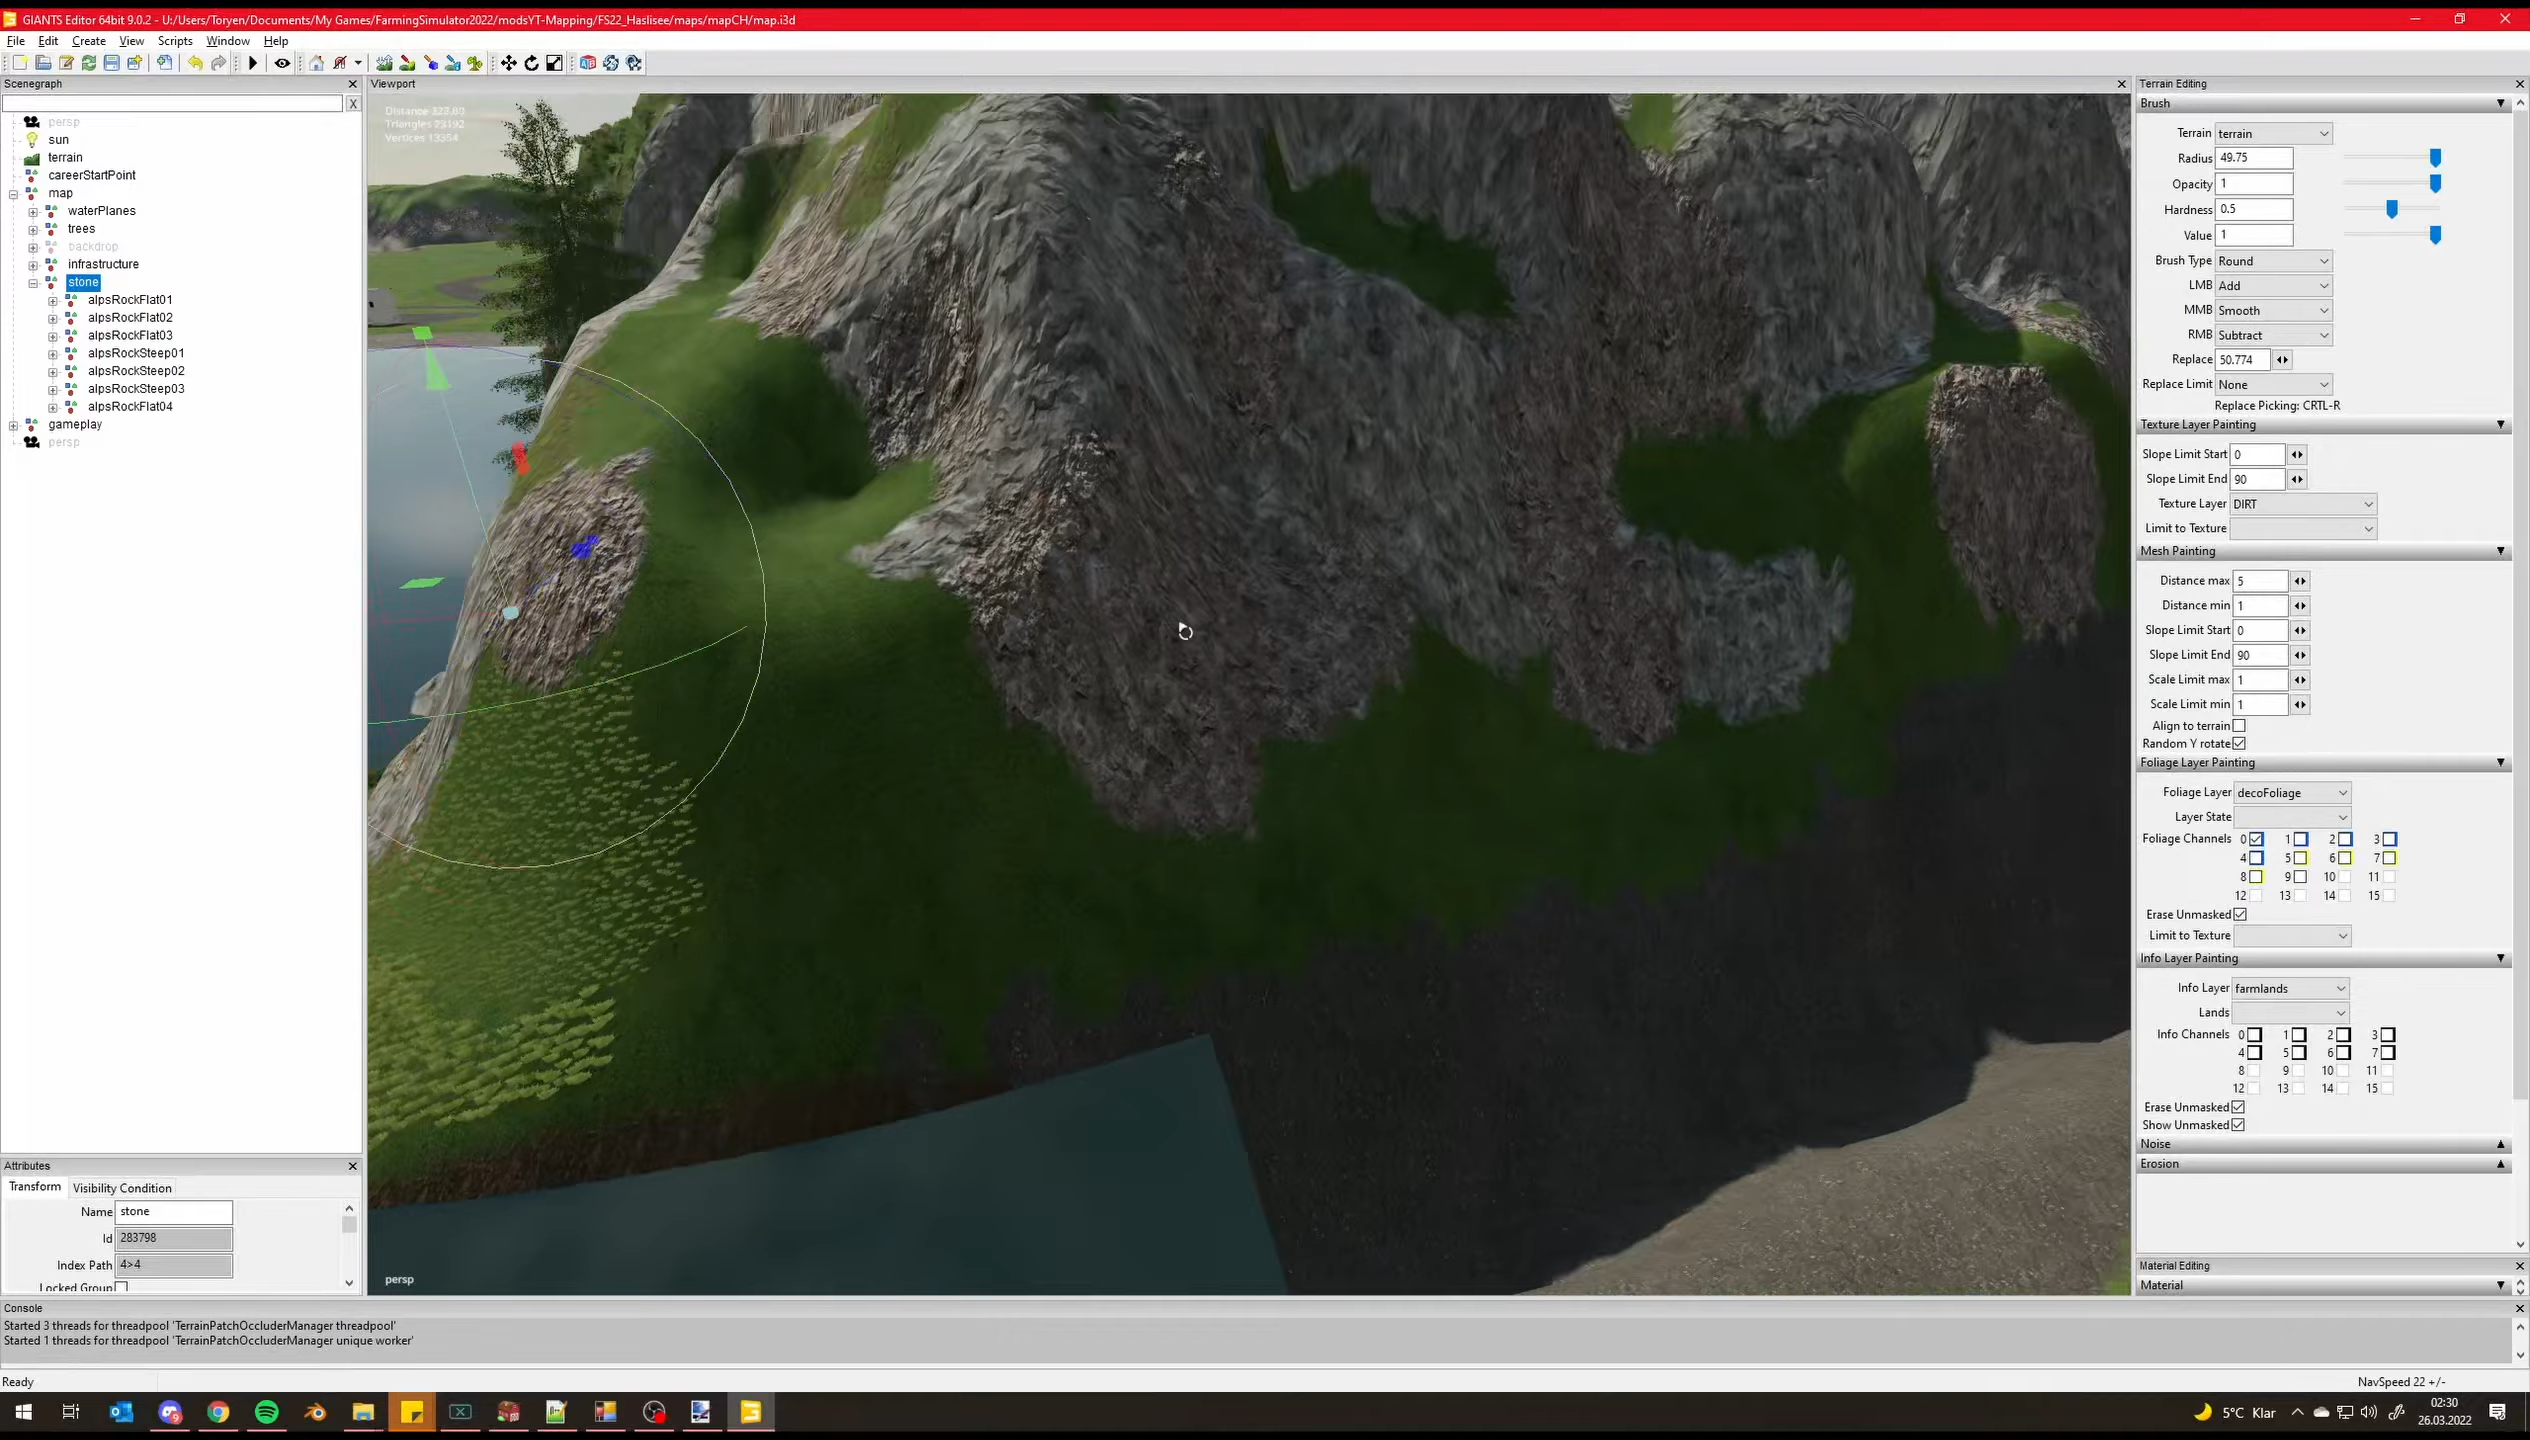 GIANTS Editor 64bit 9.0.2 - U:/Users/Toryen/Documents/My Games/FarmingSimulator2022/modsYT-Mapping/FS22_Haslisee/maps/mapCH/map.i3d
File Edit Create View Scripts Window Help
Scenegraph
X
persp
sun
terrain
careerStartPoint
map
waterPlanes
trees
backdrop
infrastructure
stone
alpsRockFlat01
alpsRockFlat02
alpsRockFlat03
alpsRockSteep01
alpsRockSteep02
alpsRockSteep03
alpsRockFlat04
gameplay
persp
Attributes
Transform Visibility Condition
Name stone
Id 283798
Index Path 4>4
Locked Group
Viewport
Distance 323.80
Triangles 23192
Vertices 13354
persp
Terrain Editing
Brush
Terrain terrain
Radius 49.75
Opacity 1
Hardness 0.5
Value 1
Brush Type Round
LMB Add
MMB Smooth
RMB Subtract
Replace 50.774
Replace Limit None
Replace Picking: CRTL-R
Texture Layer Painting
Slope Limit Start 0
Slope Limit End 90
Texture Layer DIRT
Limit to Texture
Mesh Painting
Distance max 5
Distance min 1
Slope Limit Start 0
Slope Limit End 90
Scale Limit max 1
Scale Limit min 1
Align to terrain
Random Y rotate
Foliage Layer Painting
Foliage Layer decoFoliage
Layer State
Foliage Channels 0 1 2 3
4 5 6 7
8 9 10 11
12 13 14 15
Erase Unmasked
Limit to Texture
Info Layer Painting
Info Layer farmlands
Lands
Info Channels 0 1 2 3
4 5 6 7
8 9 10 11
12 13 14 15
Erase Unmasked
Show Unmasked
Noise
Erosion
Material Editing
Material
Console
Started 3 threads for threadpool 'TerrainPatchOccluderManager threadpool'
Started 1 threads for threadpool 'TerrainPatchOccluderManager unique worker'
Ready
NavSpeed 22 +/-
5°C Klar
02:30
26.03.2022